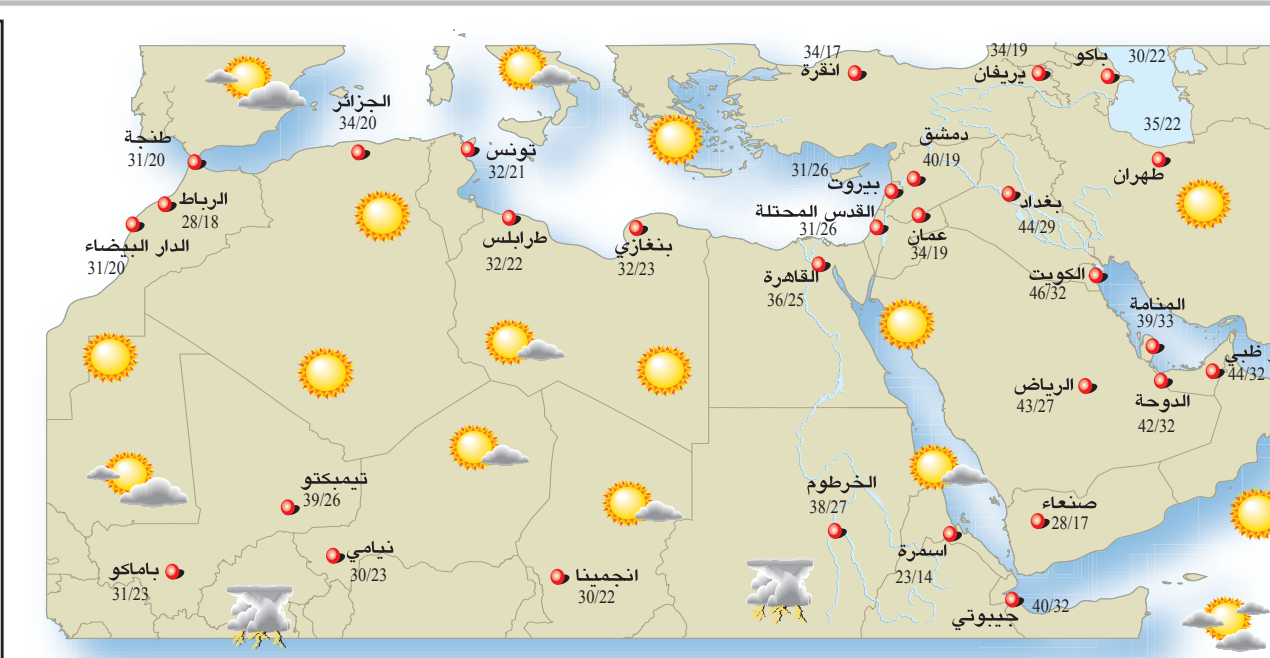 34/17
انقرة
34/19
يريفان
باكو
30/22
35/22
طهران
الجزائر
34/20
طنجة
31/20
تونس
32/21
دمشق
40/19
31/26
بيروت
الرباط
28/18
القدس المحتلة
31/26
بغداد
44/29
الدار البيضاء
31/20
طرابلس
32/22
بنغازي
32/23
عمان
34/19
القاهرة
36/25
الكويت
46/32
المنامة
39/33
ظبي
44/32
الرياض
43/27
الدوحة
42/32
تيمبكتو
39/26
الخرطوم
38/27
صنعاء
28/17
نيامي
30/23
باماكو
31/23
انجمينا
30/22
اسمرة
23/14
40/32
جيبوتي